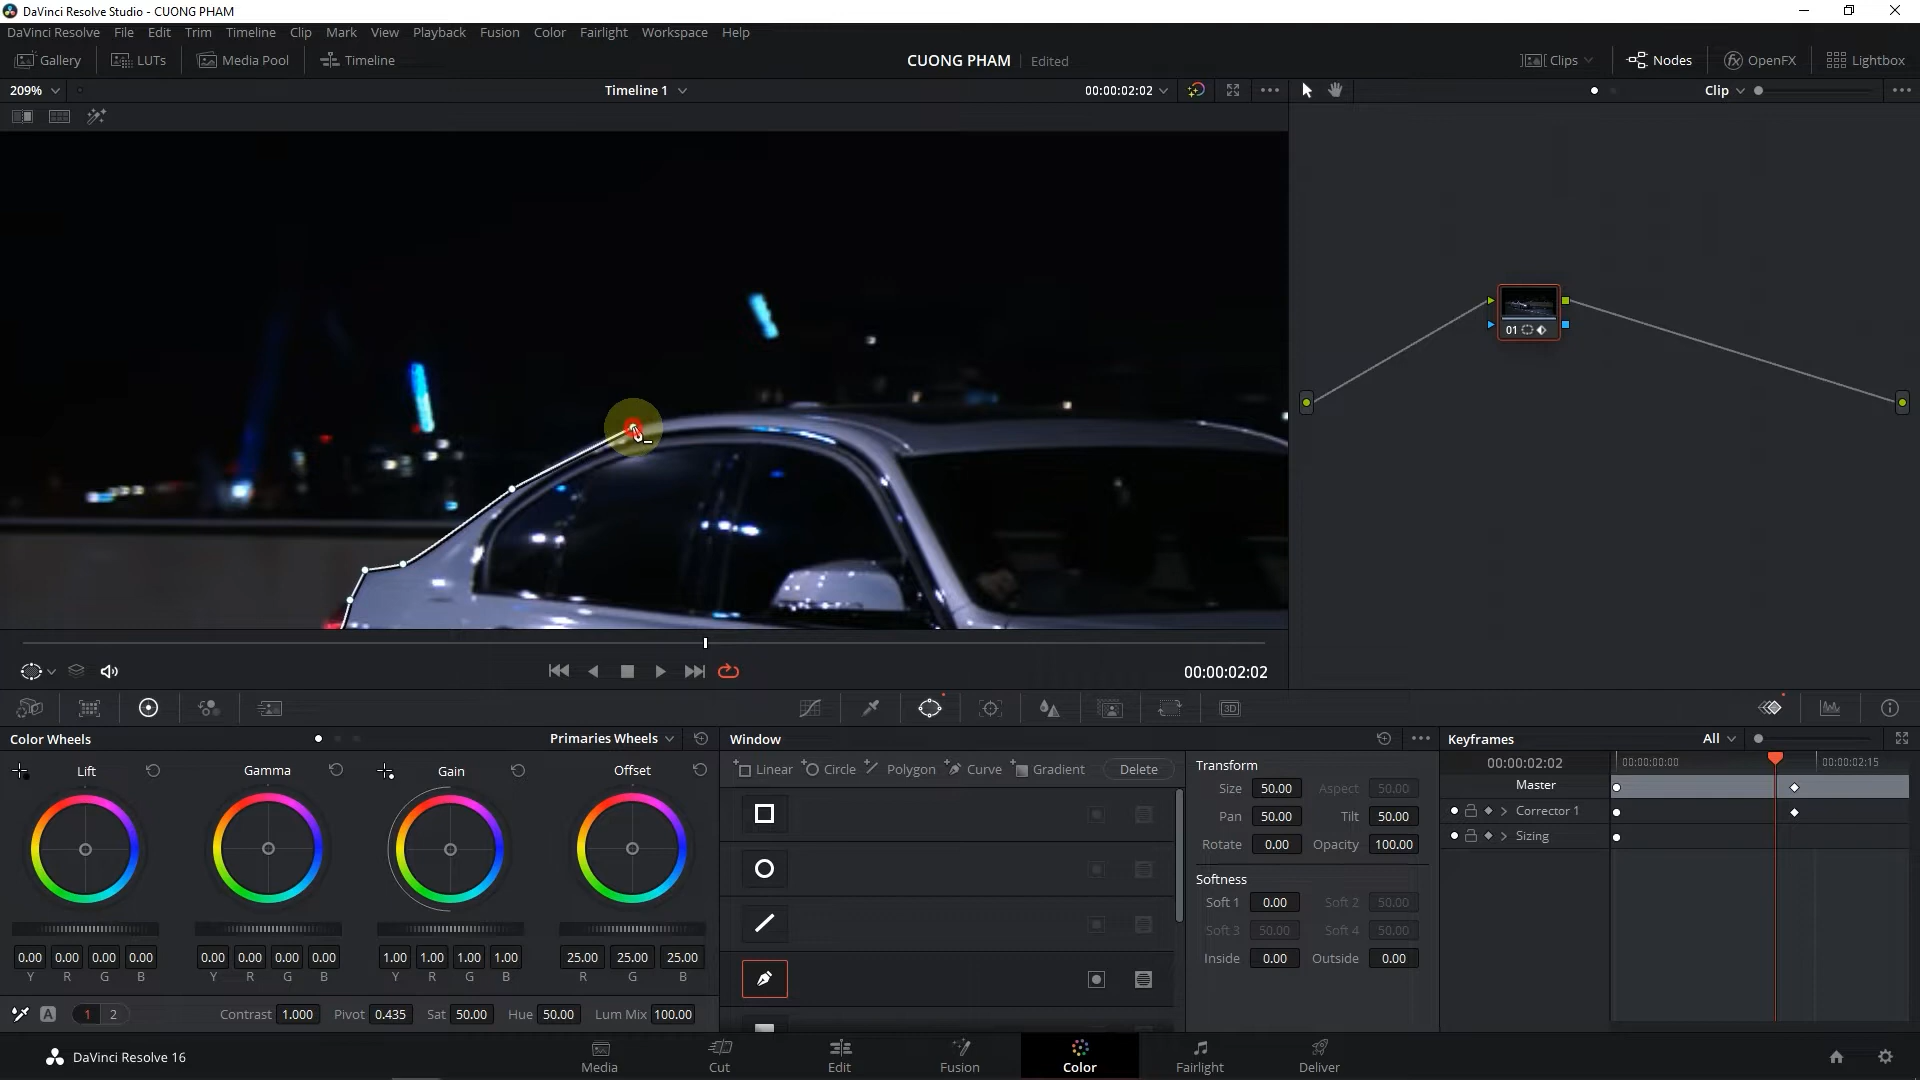 DaVinci Resolve Studio - CUONG PHAM
DaVinci Resolve File Edit Trim Timeline Clip Mark View Playback Fusion Color Fairlight Workspace Help
Gallery LUTs Media Pool Timeline CUONG PHAM Edited Clips Nodes OpenFX Lightbox
209% Timeline 1 00:00:02:02 Clip
01
00:00:02:02
3D
Color Wheels Primaries Wheels Window Keyframes All
Lift Gamma Gain Offset
Linear Circle Polygon Curve Gradient Delete
Transform
Size 50.00 Aspect 50.00
Pan 50.00 Tilt 50.00
Rotate 0.00 Opacity 100.00
Softness
Soft 1 0.00 Soft 2 50.00
Soft 3 50.00 Soft 4 50.00
Inside 0.00 Outside 0.00
00:00:02:02 00:00:00:00 00:00:02:15
Master
Corrector 1
Sizing
0.00 0.00 0.00 0.00 0.00 0.00 0.00 0.00 1.00 1.00 1.00 1.00 25.00 25.00 25.00
Y R G B Y R G B Y R G B R G B
A 1 2 Contrast 1.000 Pivot 0.435 Sat 50.00 Hue 50.00 Lum Mix 100.00
DaVinci Resolve 16 Media Cut Edit Fusion Color Fairlight Deliver